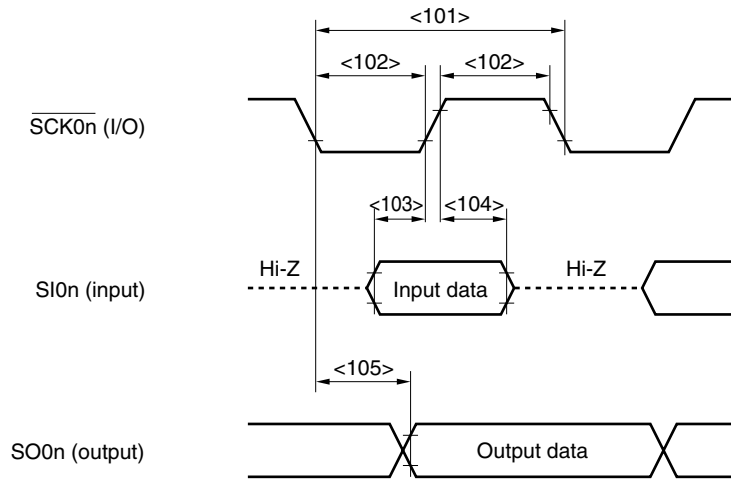 <101>
<102> <102>
SCK0n (I/O)
<103> <104>
Hi-Z Hi-Z
SI0n (input) Input data
<105>
SO0n (output) Output data